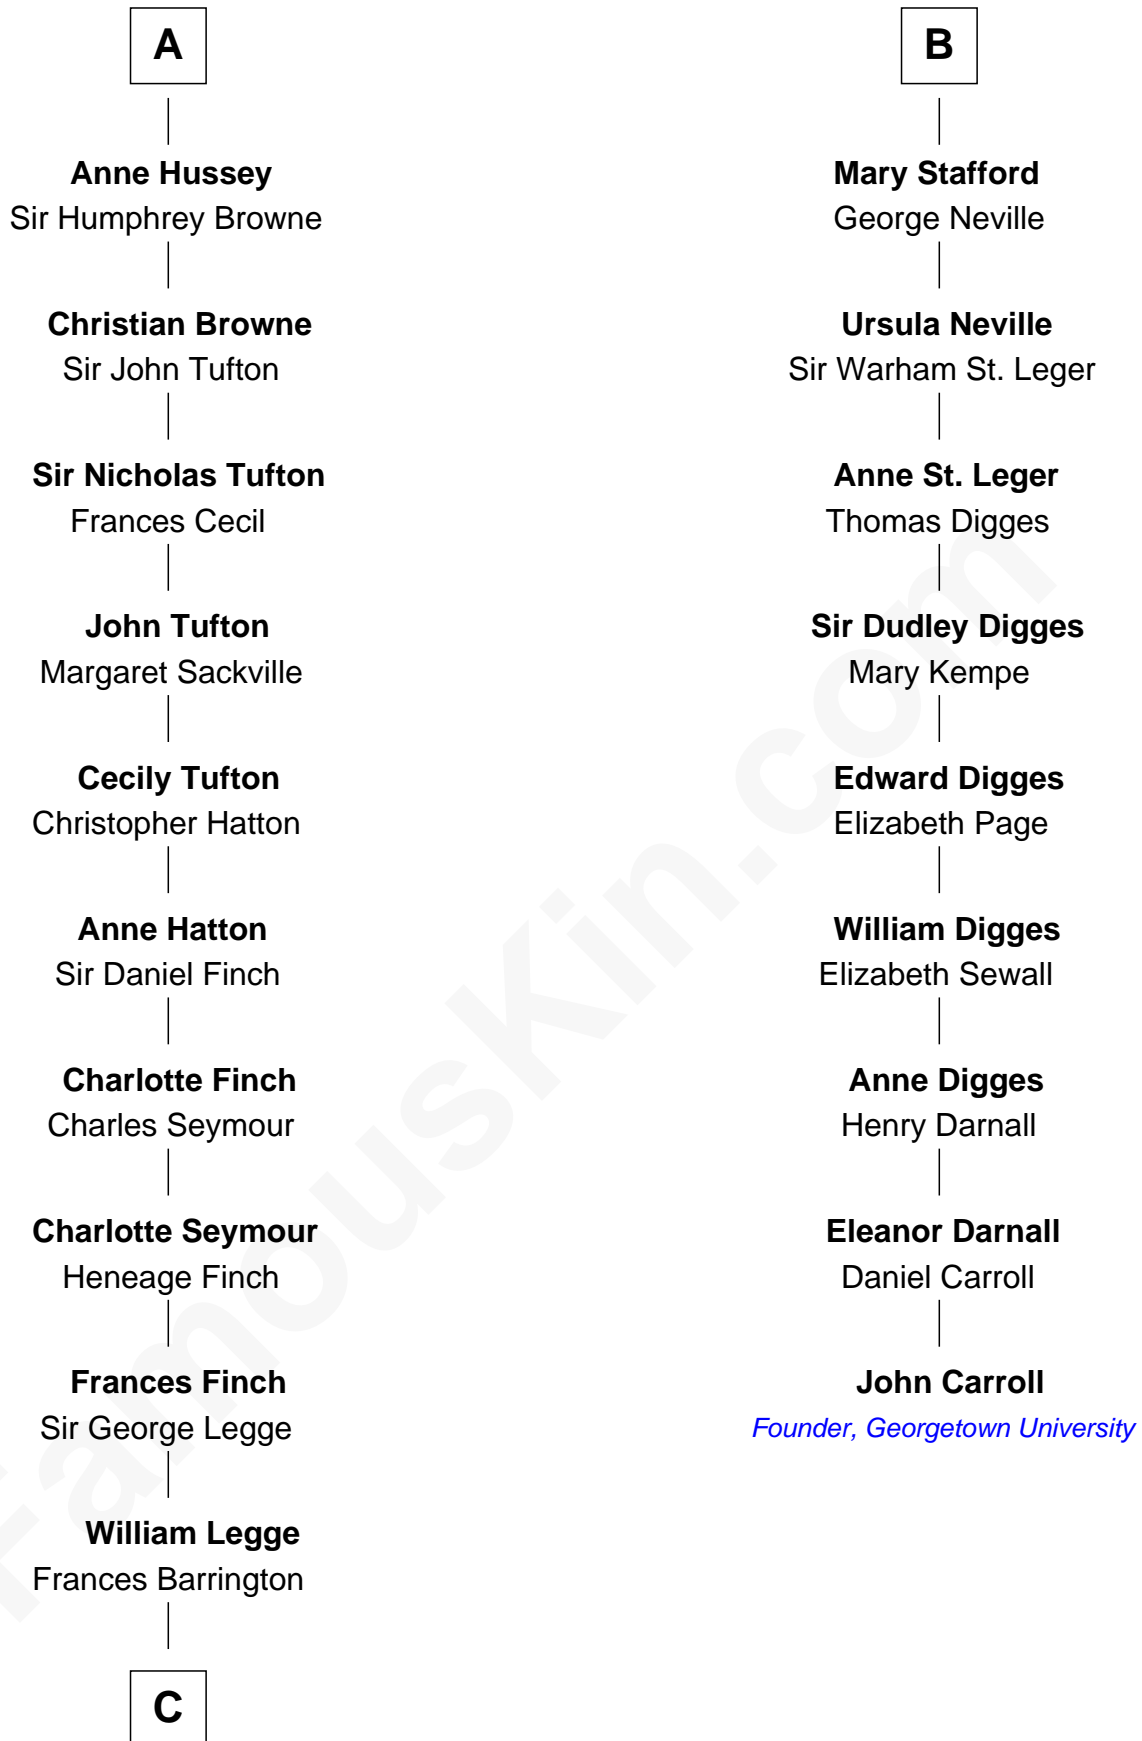 A
Anne Hussey
Sir Humphrey Browne
Christian Browne
Sir John Tufton
Sir Nicholas Tufton
Frances Cecil
John Tufton
Margaret Sackville
Cecily Tufton
Christopher Hatton
Anne Hatton
Sir Daniel Finch
Charlotte Finch
Charles Seymour
Charlotte Seymour
Heneage Finch
Frances Finch
Sir George Legge
William Legge
Frances Barrington
C
B
Mary Stafford
George Neville
Ursula Neville
Sir Warham St. Leger
Anne St. Leger
Thomas Digges
Sir Dudley Digges
Mary Kempe
Edward Digges
Elizabeth Page
William Digges
Elizabeth Sewall
Anne Digges
Henry Darnall
Eleanor Darnall
Daniel Carroll
John Carroll
Founder, Georgetown University
FamousKin.com